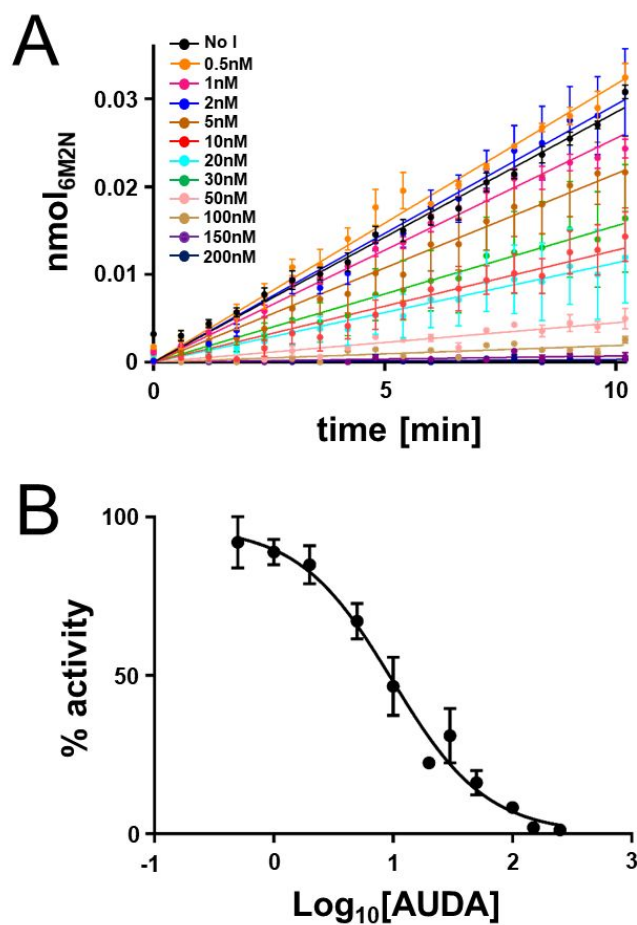 A
No I
0.5nM
1nM
2nM
5nM
10nM
20nM
30nM
50nM
100nM
150nM
200nM
0.03
0.02
0.01
0
nmol6M2N
0
5
10
time [min]
B
100
50
0
% activity
-1
0
1
2
3
Log10[AUDA]